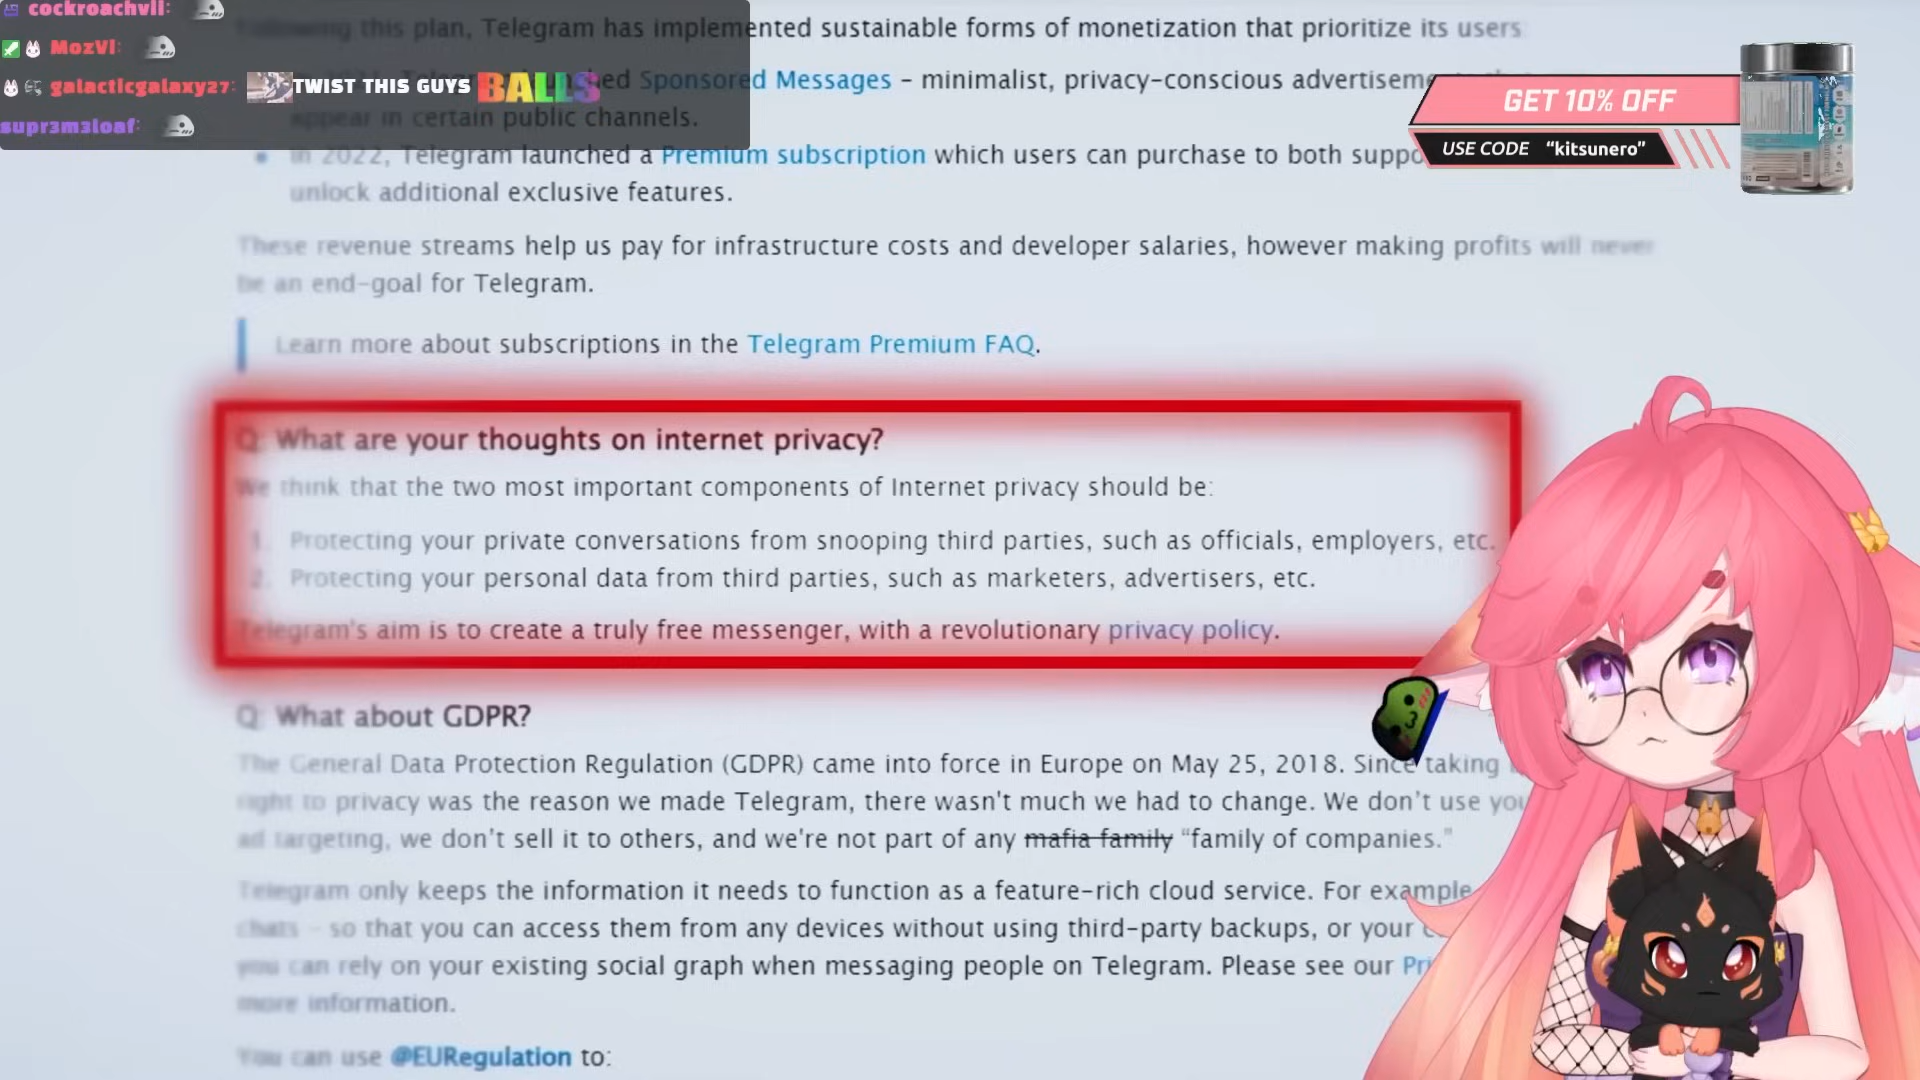 cockroachvii:
MozVi:
galacticgalaxy27: TWIST THIS GUYS BALLS
supr3m3loaf:
Following this plan, Telegram has implemented sustainable forms of monetization that prioritize its users:
Sponsored Messages – minimalist, privacy-conscious
appear in certain public channels.
In 2022, Telegram launched a Premium subscription which users can purchase to both
unlock additional exclusive features.
These revenue streams help us pay for infrastructure costs and developer salaries, however making profits will never
be an end-goal for Telegram.
Learn more about subscriptions in the Telegram Premium FAQ.
GET 10% OFF
USE CODE “kitsunero”
Q: What are your thoughts on internet privacy?
We think that the two most important components of Internet privacy should be:
1. Protecting your private conversations from snooping third parties, such as officials, employers, etc.
2. Protecting your personal data from third parties, such as marketers, advertisers, etc.
Telegram's aim is to create a truly free messenger, with a revolutionary privacy policy.
Q: What about GDPR?
The General Data Protection Regulation (GDPR) came into force in Europe on May 25, 2018. Since taking
right to privacy was the reason we made Telegram, there wasn't much we had to change. We don’t use
ad targeting, we don’t sell it to others, and we're not part of any mafia family “family of companies.”
Telegram only keeps the information it needs to function as a feature-rich cloud service. For example
chats – so that you can access them from any devices without using third-party backups, or your
you can rely on your existing social graph when messaging people on Telegram. Please see our
more information.
You can use @EURegulation to: